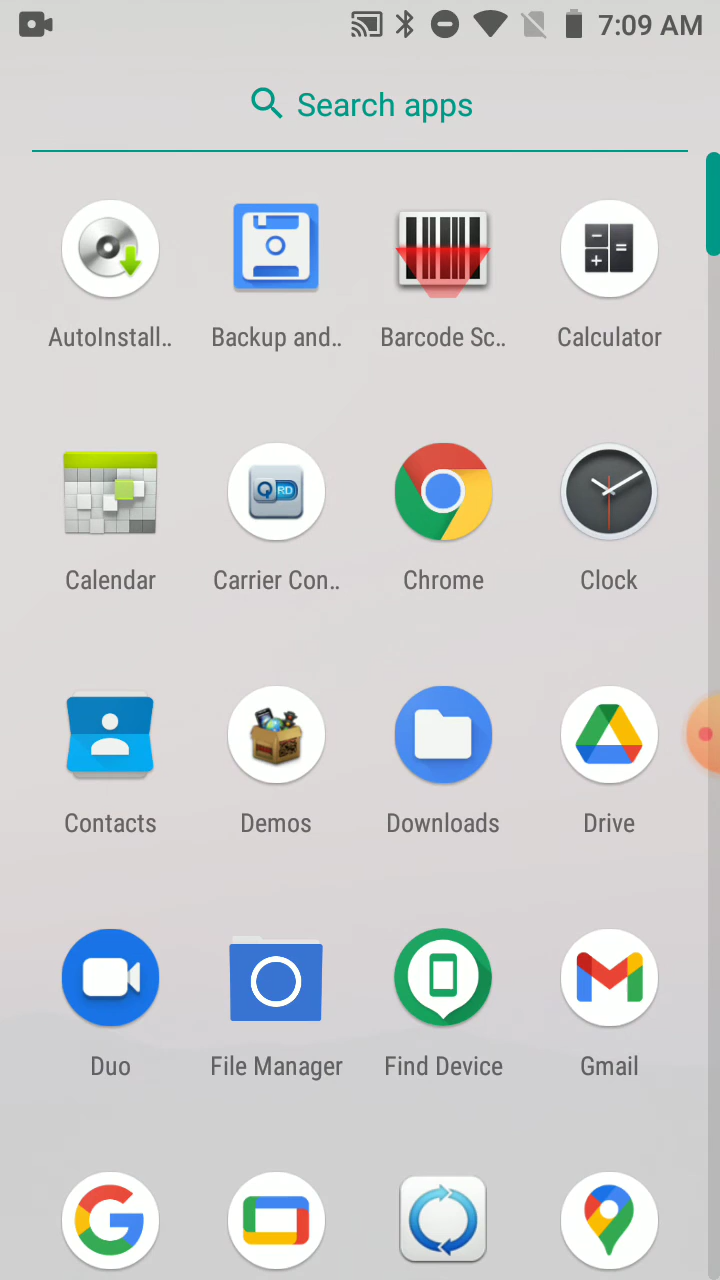 7:09 AM
Search apps
AutoInstall..
Backup and..
Barcode Sc..
Calculator
Calendar
Carrier Con..
Chrome
Clock
Contacts
Demos
Downloads
Drive
Duo
File Manager
Find Device
Gmail